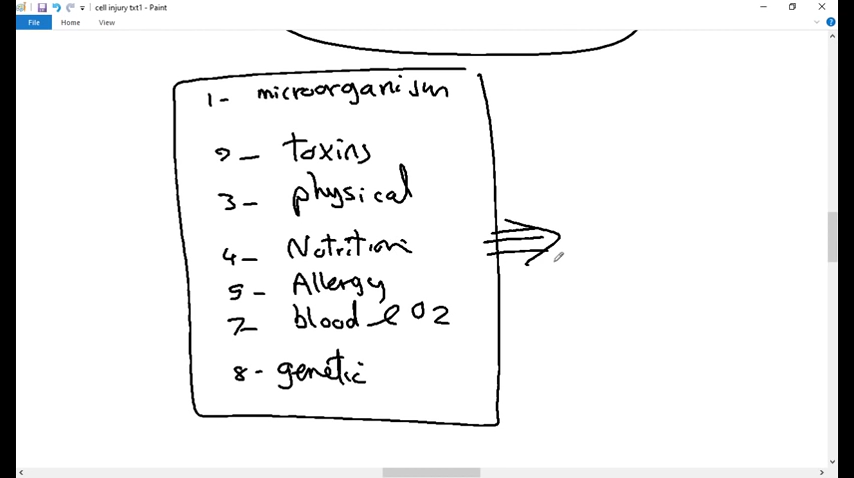 cell injury txt1 - Paint
File Home View
1- microorganism
2- toxins
3- physical
4- Nutrition
5- Allergy
7- blood e O2
8- genetic